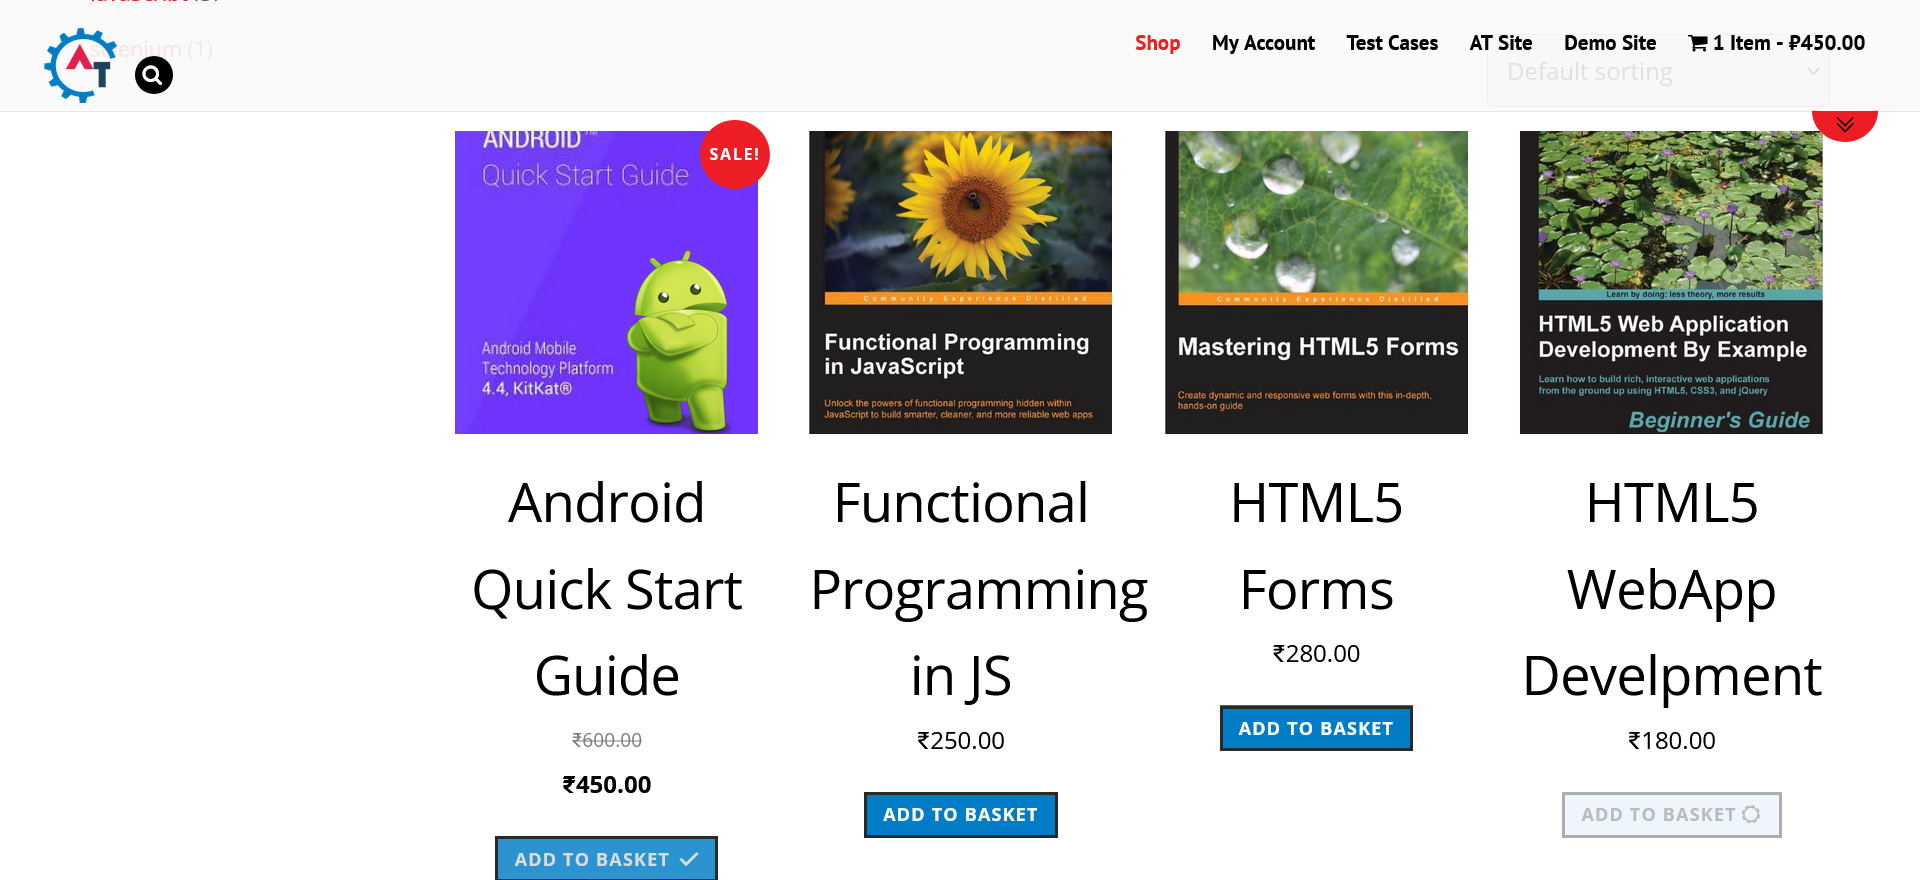 Shop My Account Test Cases AT Site Demo Site 1 Item - ₹450.00
selenium (1)
Default sorting
ANDROID™
Quick Start Guide
SALE!
Android Mobile
Technology Platform
4.4, KitKat®
Community Experience Distilled
Functional Programming
in JavaScript
Unlock the powers of functional programming hidden within
JavaScript to build smarter, cleaner, and more reliable web apps
Community Experience Distilled
Mastering HTML5 Forms
Create dynamic and responsive web forms with this in-depth,
hands-on guide
Learn by doing: less theory, more results
HTML5 Web Application
Development By Example
Learn how to build rich, interactive web applications
from the ground up using HTML5, CSS3, and jQuery
Beginner's Guide
Android
Quick Start
Guide
₹600.00
₹450.00
ADD TO BASKET
Functional
Programming
in JS
₹250.00
ADD TO BASKET
HTML5
Forms
₹280.00
ADD TO BASKET
HTML5
WebApp
Develpment
₹180.00
ADD TO BASKET